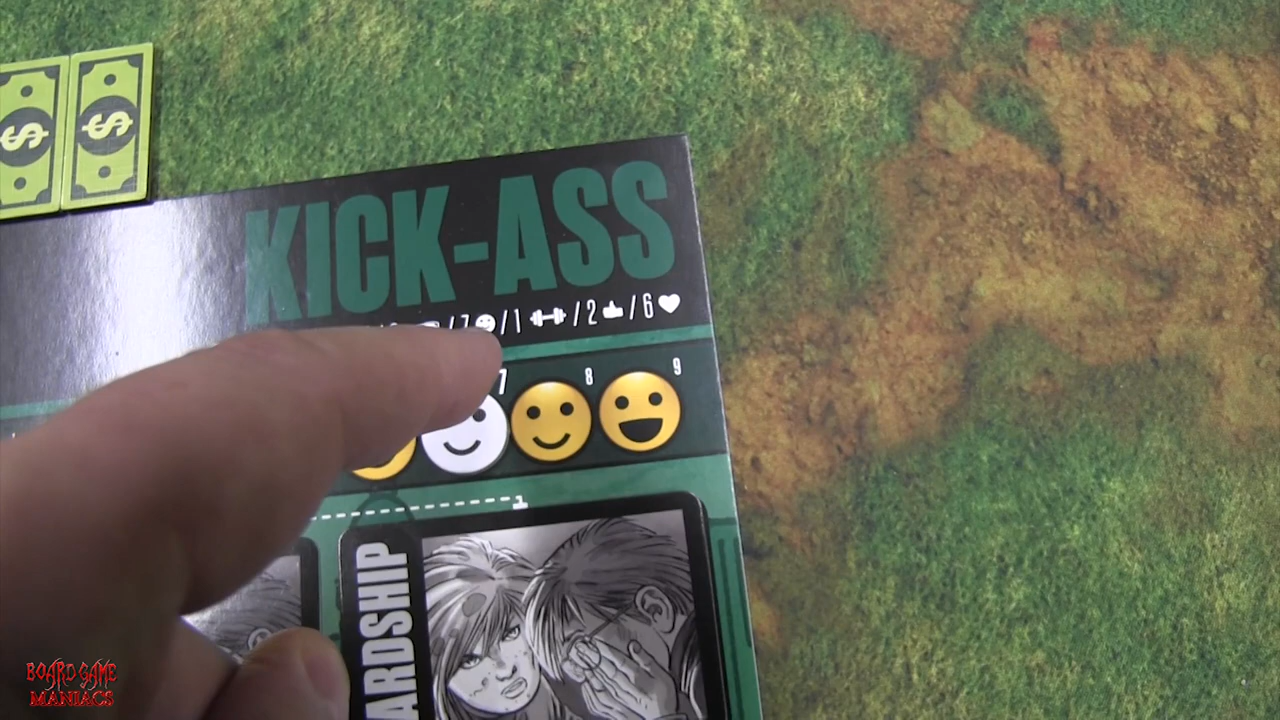 $ $
KICK-ASS
/7 /1 /2 /6
7 8 9
1
ARDSHIP
BOARD GAME
MANIACS